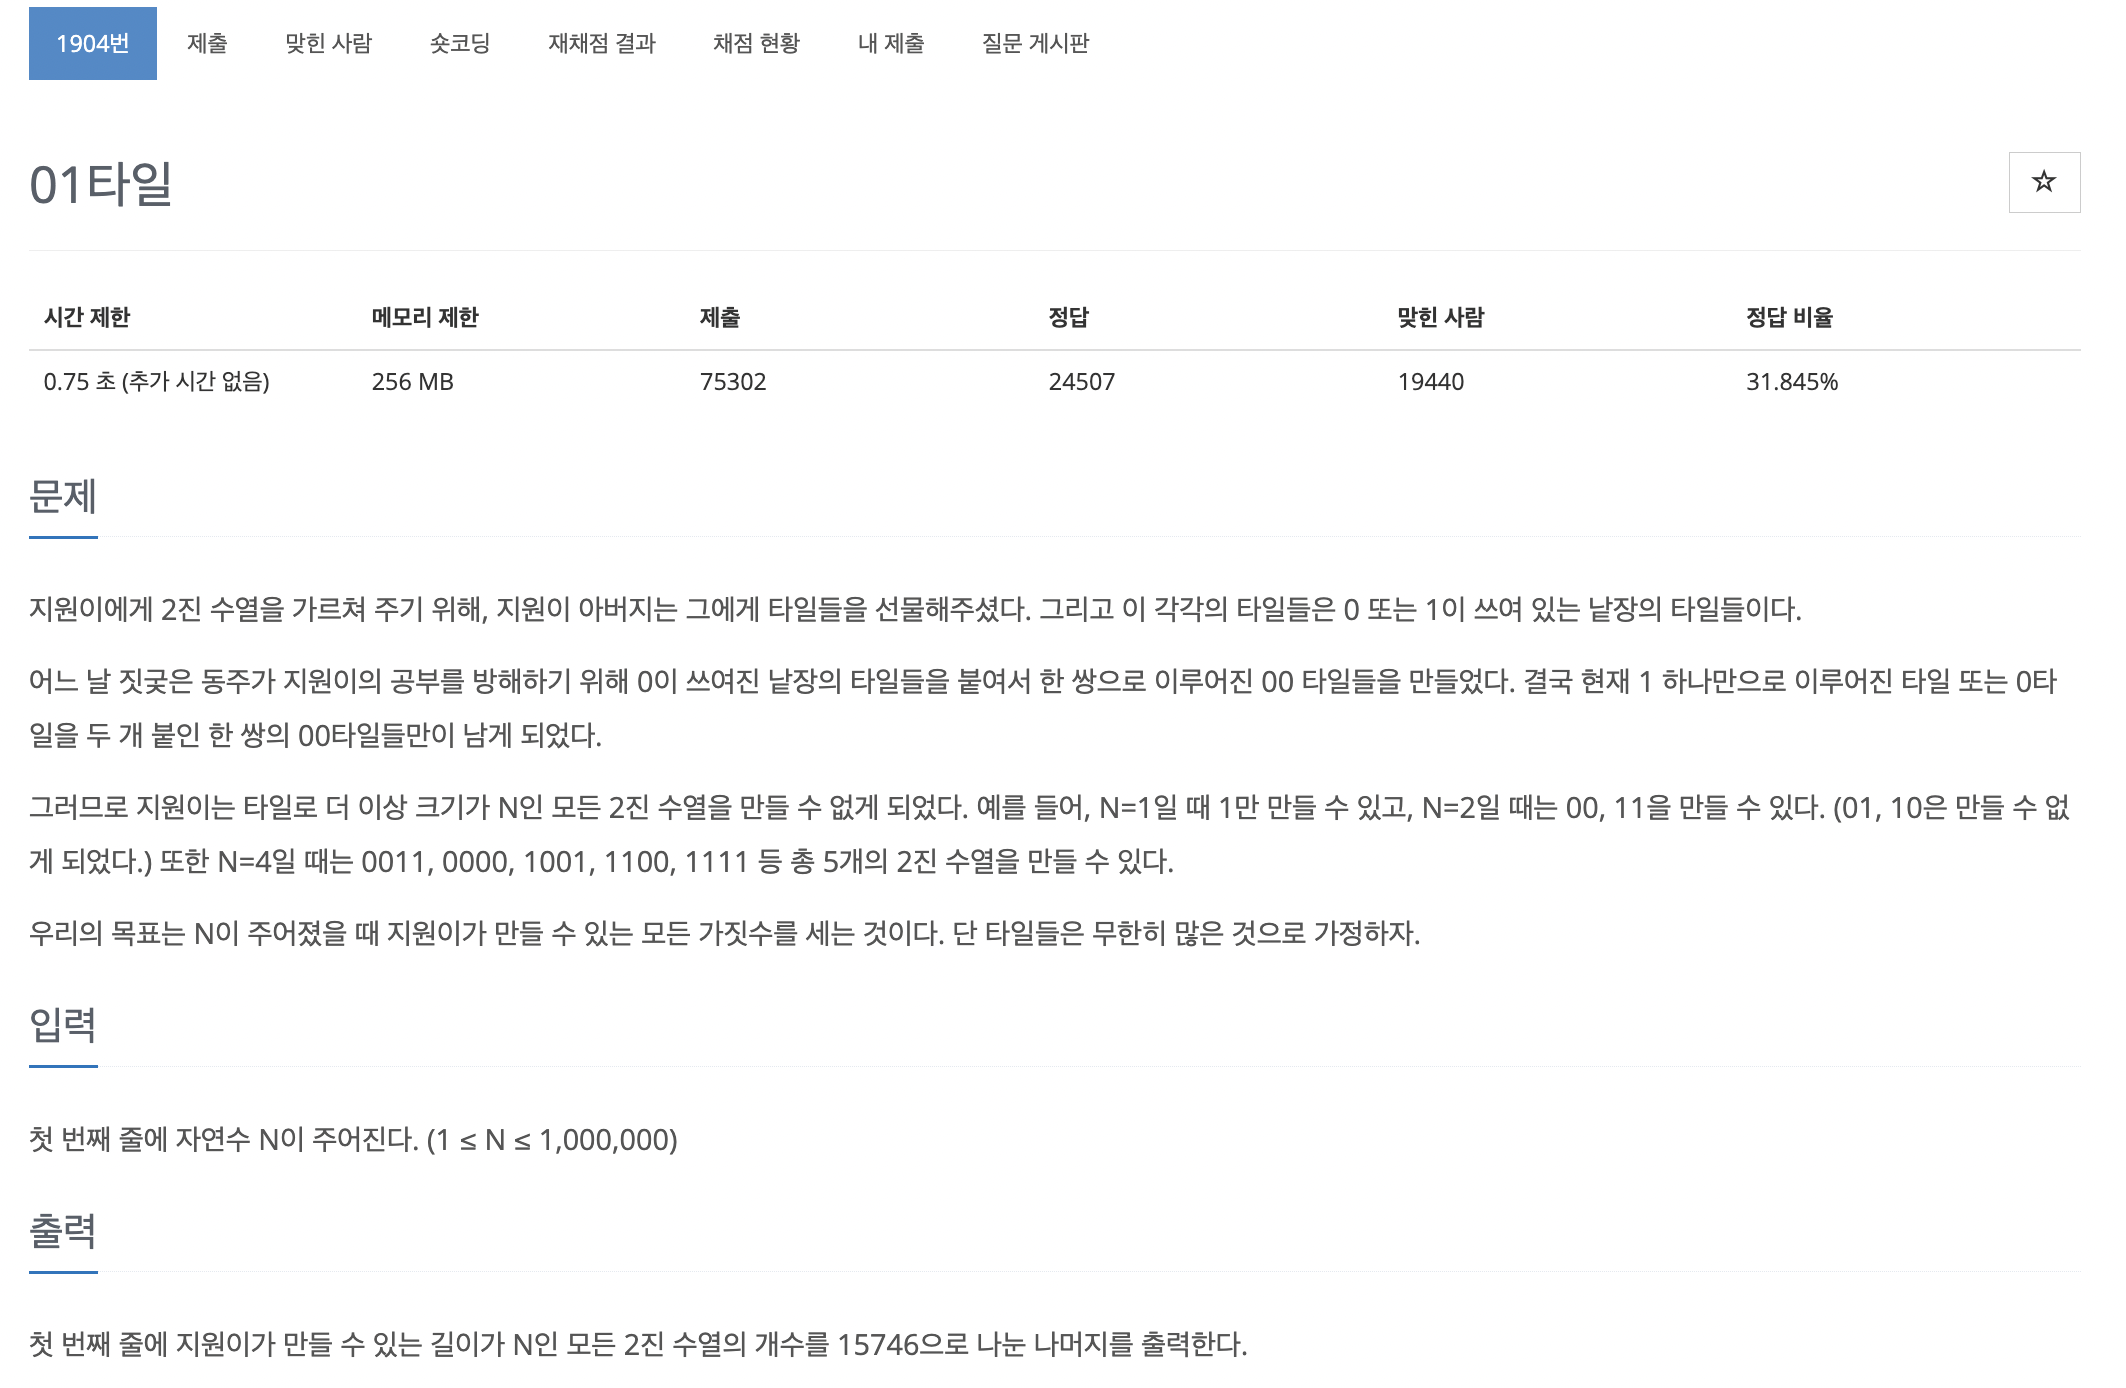 1904번 제출 맞힌 사람 숏코딩 재채점 결과 채점 현황 내 제출 질문 게시판
01타일
☆
시간 제한 메모리 제한 제출 정답 맞힌 사람 정답 비율
0.75 초 (추가 시간 없음) 256 MB 75302 24507 19440 31.845%
문제
지원이에게 2진 수열을 가르쳐 주기 위해, 지원이 아버지는 그에게 타일들을 선물해주셨다. 그리고 이 각각의 타일들은 0 또는 1이 쓰여 있는 낱장의 타일들이다.
어느 날 짓궂은 동주가 지원이의 공부를 방해하기 위해 0이 쓰여진 낱장의 타일들을 붙여서 한 쌍으로 이루어진 00 타일들을 만들었다. 결국 현재 1 하나만으로 이루어진 타일 또는 0타
일을 두 개 붙인 한 쌍의 00타일들만이 남게 되었다.
그러므로 지원이는 타일로 더 이상 크기가 N인 모든 2진 수열을 만들 수 없게 되었다. 예를 들어, N=1일 때 1만 만들 수 있고, N=2일 때는 00, 11을 만들 수 있다. (01, 10은 만들 수 없
게 되었다.) 또한 N=4일 때는 0011, 0000, 1001, 1100, 1111 등 총 5개의 2진 수열을 만들 수 있다.
우리의 목표는 N이 주어졌을 때 지원이가 만들 수 있는 모든 가짓수를 세는 것이다. 단 타일들은 무한히 많은 것으로 가정하자.
입력
첫 번째 줄에 자연수 N이 주어진다. (1 ≤ N ≤ 1,000,000)
출력
첫 번째 줄에 지원이가 만들 수 있는 길이가 N인 모든 2진 수열의 개수를 15746으로 나눈 나머지를 출력한다.